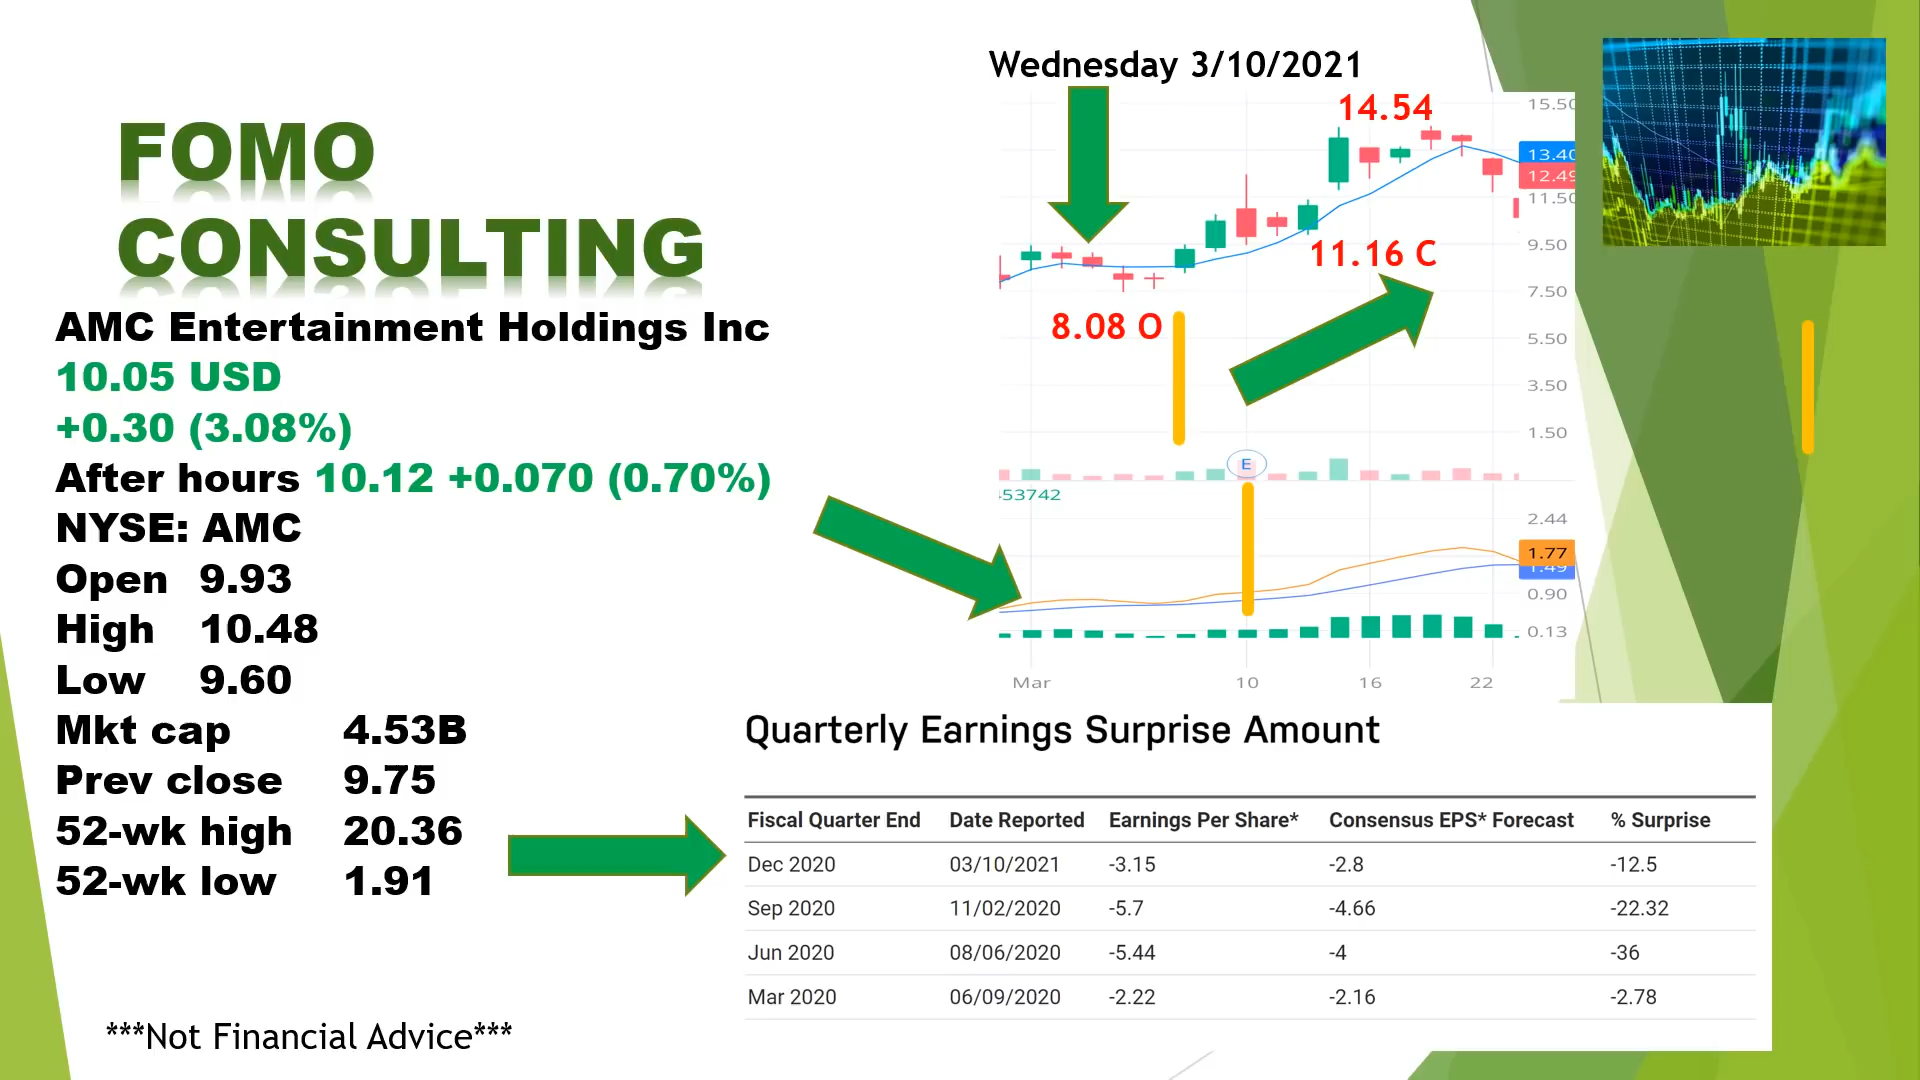 FOMO
CONSULTING
AMC Entertainment Holdings Inc
10.05 USD
+0.30 (3.08%)
After hours 10.12 +0.070 (0.70%)
NYSE: AMC
Open 9.93
High 10.48
Low 9.60
Mkt cap 4.53B
Prev close 9.75
52-wk high 20.36
52-wk low 1.91
***Not Financial Advice***
Wednesday 3/10/2021
14.54
11.16 C
8.08 O
15.50
13.40
12.49
11.50
9.50
7.50
5.50
3.50
1.50
E
453742
2.44
1.77
1.49
0.90
0.13
Mar 10 16 22
Quarterly Earnings Surprise Amount
Fiscal Quarter End Date Reported Earnings Per Share* Consensus EPS* Forecast % Surprise
Dec 2020 03/10/2021 -3.15 -2.8 -12.5
Sep 2020 11/02/2020 -5.7 -4.66 -22.32
Jun 2020 08/06/2020 -5.44 -4 -36
Mar 2020 06/09/2020 -2.22 -2.16 -2.78